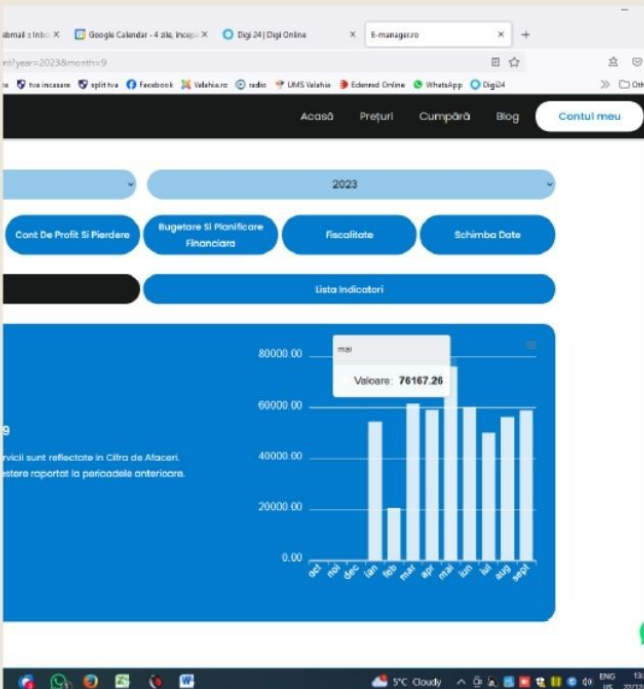 Google Calendar - 4 zile, încep
Digi 24 | Digi Online
E-manager.ro
nt?year=2023&month=9
tva incasare
split tva
Facebook
Valahia.ro
radio
UMS Valahia
Edenred Online
WhatsApp
Digi24
Acasă
Prețuri
Cumpără
Blog
Contul meu
2023
Cont De Profit Si Pierdere
Bugetare Si Planificare
Financiara
Fiscalitate
Schimba Date
Lista Indicatori
9
rvicii sunt reflectate in Cifra de Afaceri.
estere raportat la perioadele anterioare.
80000.00
60000.00
40000.00
20000.00
0.00
mai
Valoare: 76167.26
oct
noi
dec
ian
feb
mar
apr
mai
iun
iul
aug
sept
5°C Cloudy
ENG
US